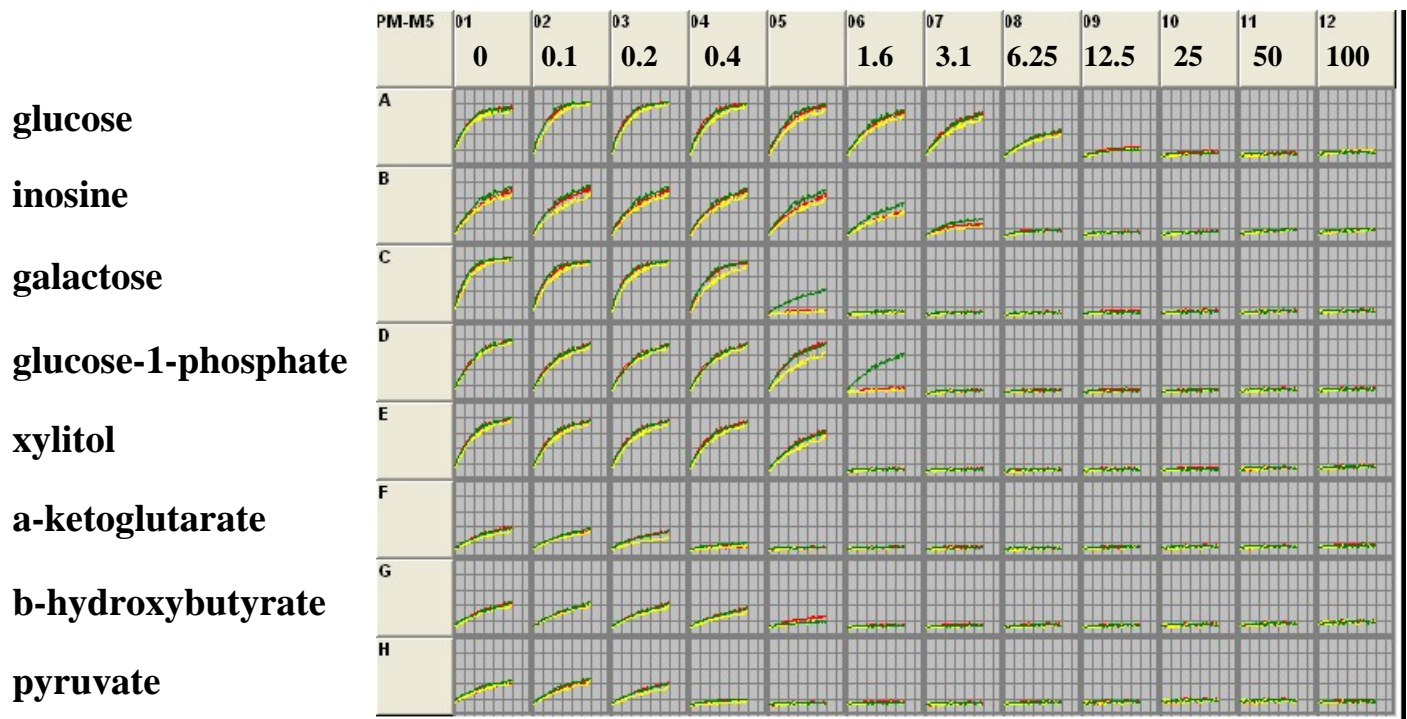 PM-M5 01 02 03 04 05 06 07 08 09 10 11 12
0 0.1 0.2 0.4 1.6 3.1 6.25 12.5 25 50 100
glucose A
inosine B
galactose C
glucose-1-phosphate D
xylitol E
a-ketoglutarate F
b-hydroxybutyrate G
pyruvate H